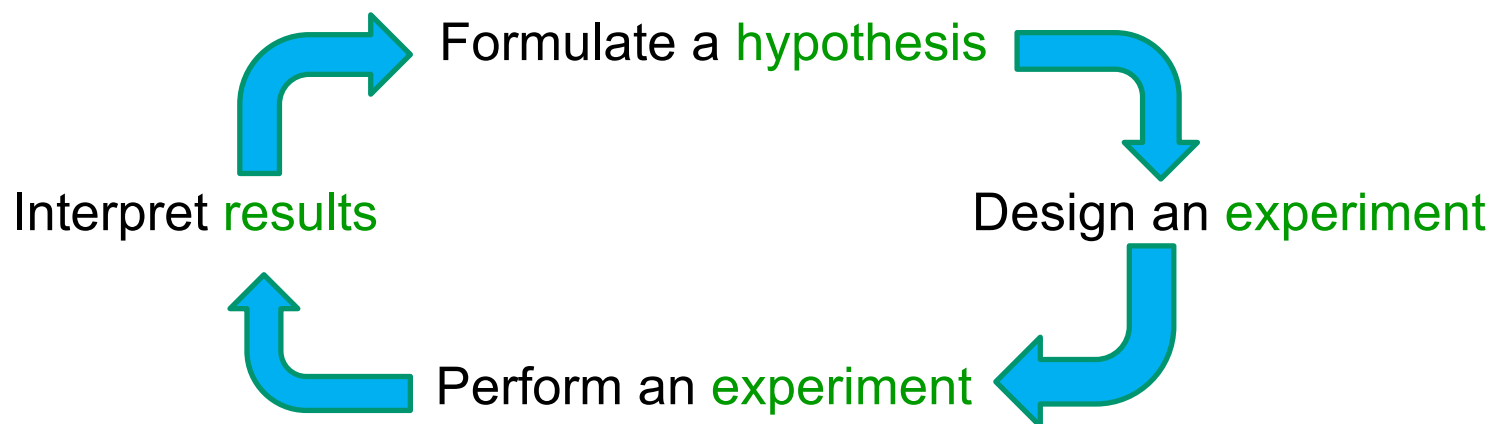 Formulate a hypothesis
Interpret results
Design an experiment
Perform an experiment